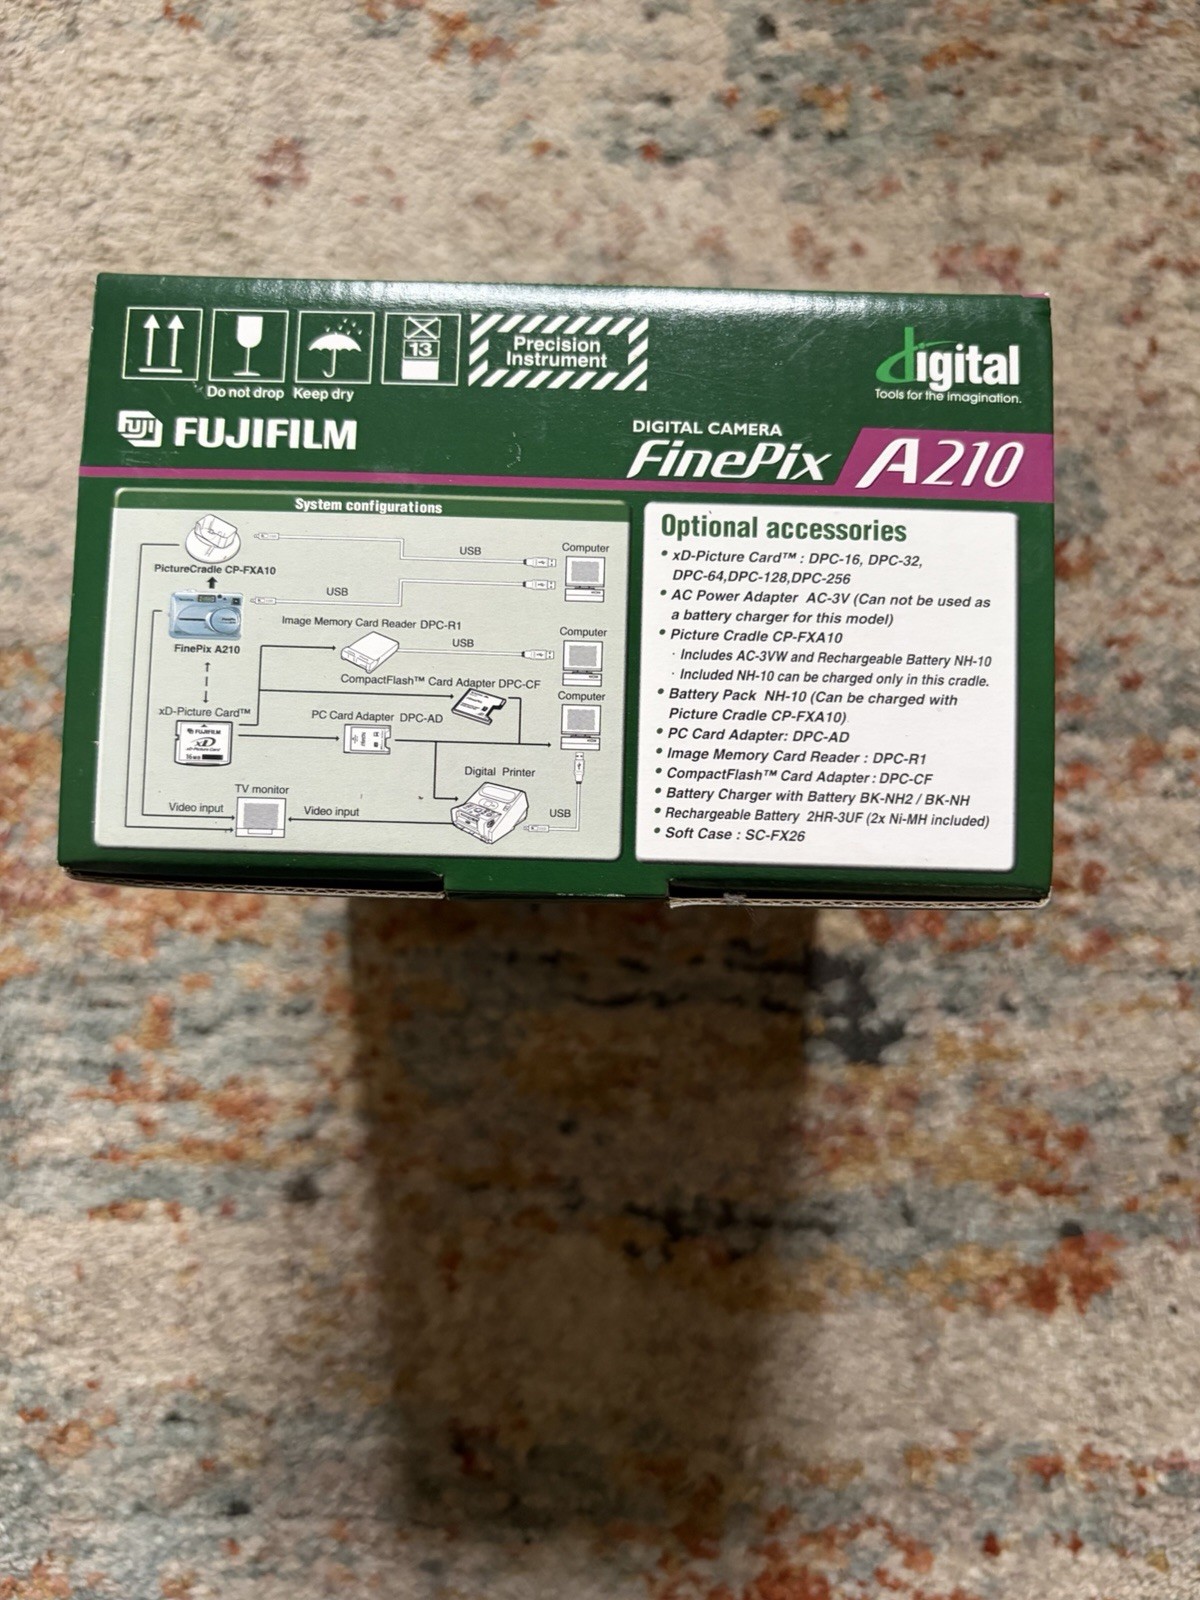 Do not drop
Keep dry
13
Precision
Instrument
digital
Tools for the imagination.
FUJI
FUJIFILM
DIGITAL CAMERA
FinePix A210
System configurations
PictureCradle CP-FXA10
USB
Computer
USB
FinePix A210
Image Memory Card Reader DPC-R1
USB
Computer
CompactFlash™ Card Adapter DPC-CF
Computer
xD-Picture Card™
FUJIFILM
xD
PC Card Adapter DPC-AD
Digital Printer
TV monitor
Video input
Video input
USB
Optional accessories
• xD-Picture Card™ : DPC-16, DPC-32,
DPC-64,DPC-128,DPC-256
• AC Power Adapter AC-3V (Can not be used as
a battery charger for this model)
• Picture Cradle CP-FXA10
· Includes AC-3VW and Rechargeable Battery NH-10
· Included NH-10 can be charged only in this cradle.
• Battery Pack NH-10 (Can be charged with
Picture Cradle CP-FXA10)
• PC Card Adapter: DPC-AD
• Image Memory Card Reader : DPC-R1
• CompactFlash™ Card Adapter : DPC-CF
• Battery Charger with Battery BK-NH2 / BK-NH
• Rechargeable Battery 2HR-3UF (2x Ni-MH included)
• Soft Case : SC-FX26